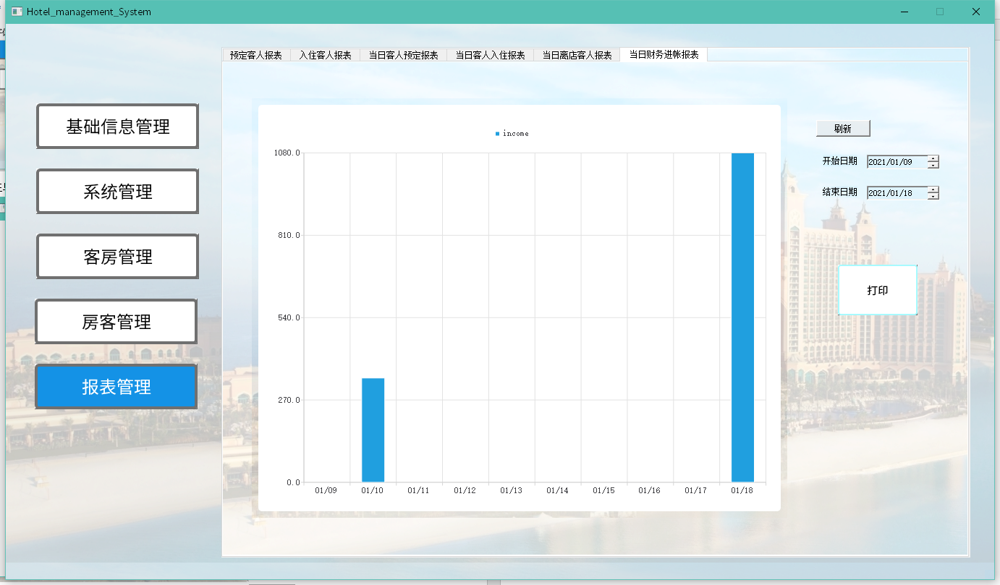 Hotel_management_System
预定客人报表 入住客人报表 当日客人预定报表 当日客人入住报表 当日离店客人报表 当日财务进帐报表
基础信息管理
系统管理
客房管理
房客管理
报表管理
income
1080.0
810.0
540.0
270.0
0.0
01/09 01/10 01/11 01/12 01/13 01/14 01/15 01/16 01/17 01/18
刷新
开始日期 2021/01/09
结束日期 2021/01/18
打印